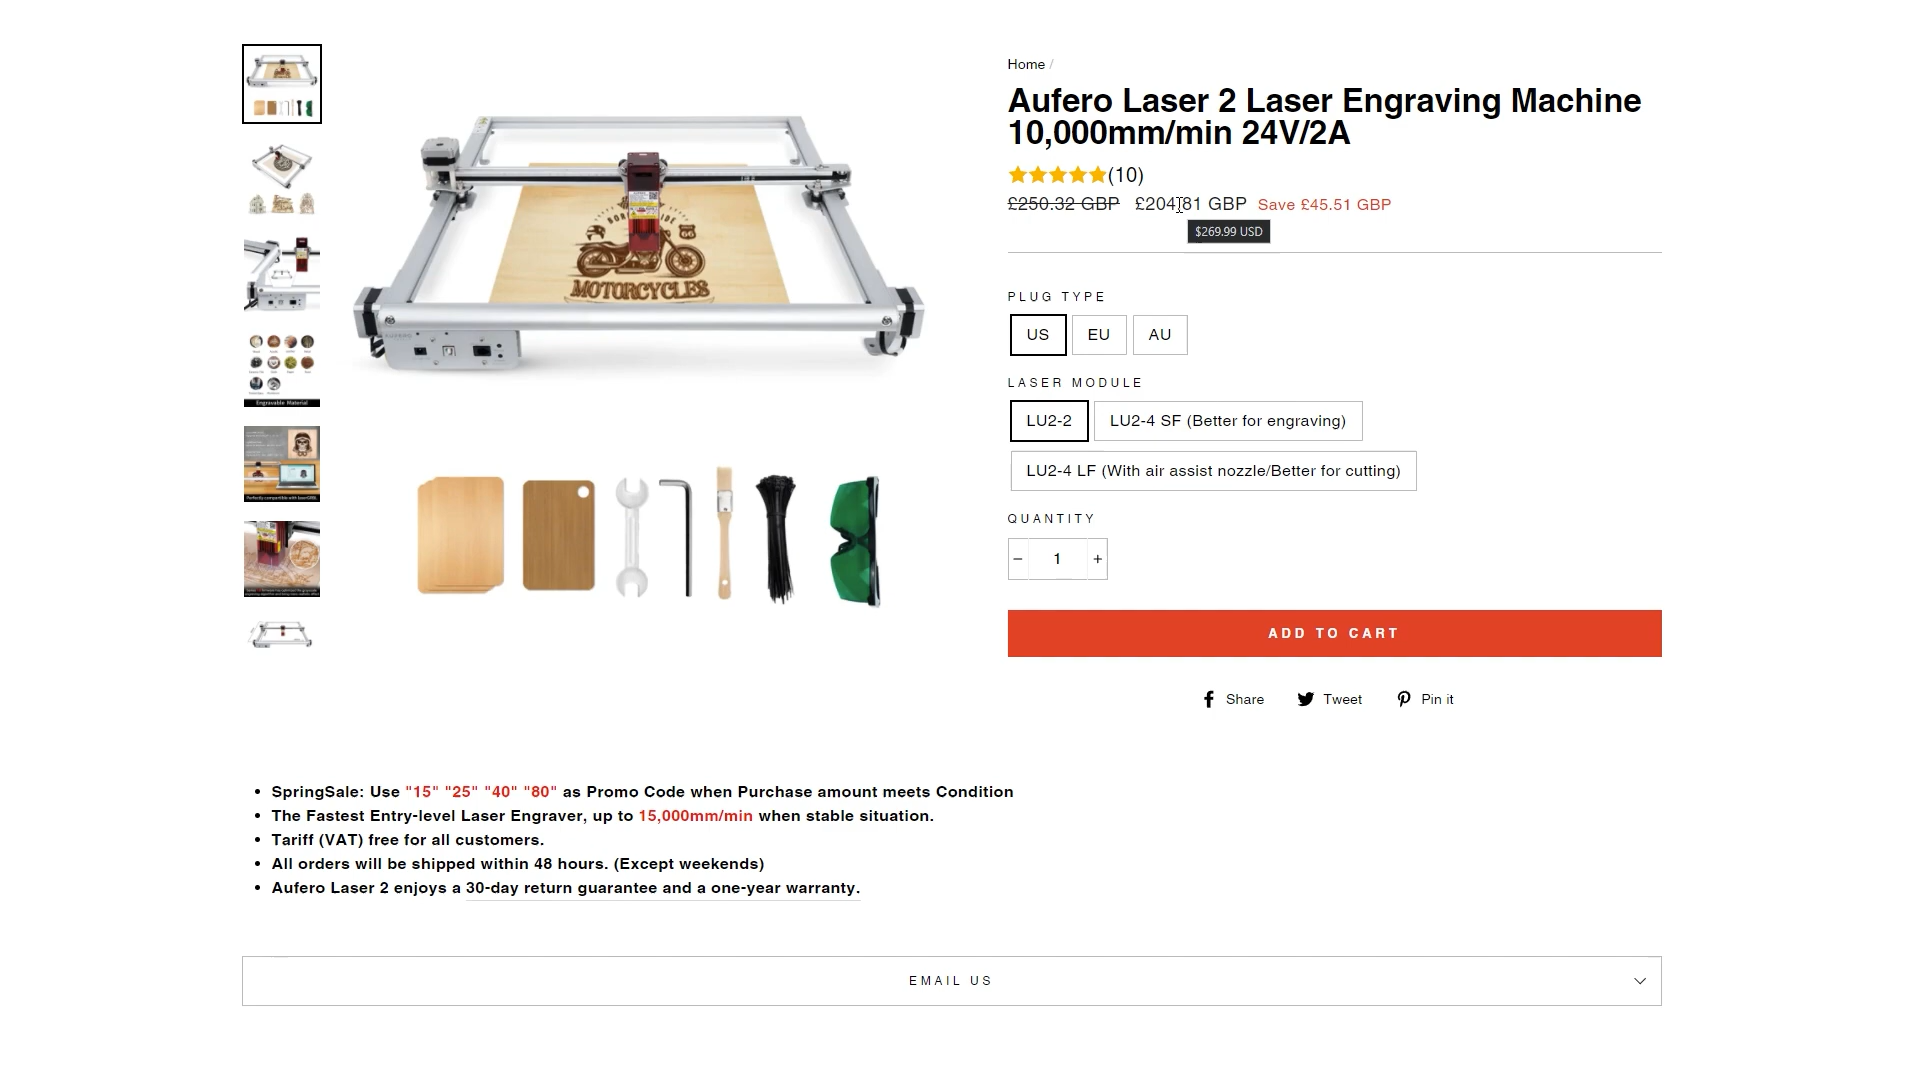 Home /
Aufero Laser 2 Laser Engraving Machine
10,000mm/min 24V/2A
(10)
£250.32 GBP £204.81 GBP Save £45.51 GBP
$269.99 USD
PLUG TYPE
US EU AU
LASER MODULE
LU2-2 LU2-4 SF (Better for engraving)
LU2-4 LF (With air assist nozzle/Better for cutting)
QUANTITY
− 1 +
ADD TO CART
Share Tweet Pin it
MOTORCYCLES
Engravable Material
• SpringSale: Use "15" "25" "40" "80" as Promo Code when Purchase amount meets Condition
• The Fastest Entry-level Laser Engraver, up to 15,000mm/min when stable situation.
• Tariff (VAT) free for all customers.
• All orders will be shipped within 48 hours. (Except weekends)
• Aufero Laser 2 enjoys a 30-day return guarantee and a one-year warranty.
EMAIL US